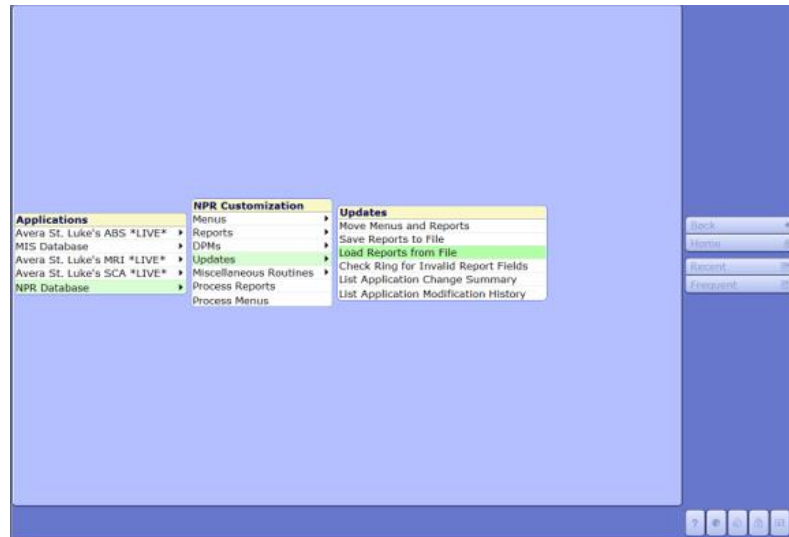 Applications
Avera St. Luke's ABS *LIVE*
MIS Database
Avera St. Luke's MRI *LIVE*
Avera St. Luke's SCA *LIVE*
NPR Database
NPR Customization
Menus
Reports
DPMs
Updates
Miscellaneous Routines
Process Reports
Process Menus
Updates
Move Menus and Reports
Save Reports to File
Load Reports from File
Check Ring for Invalid Report Fields
List Application Change Summary
List Application Modification History
Back
Home
Recent
Frequent
?